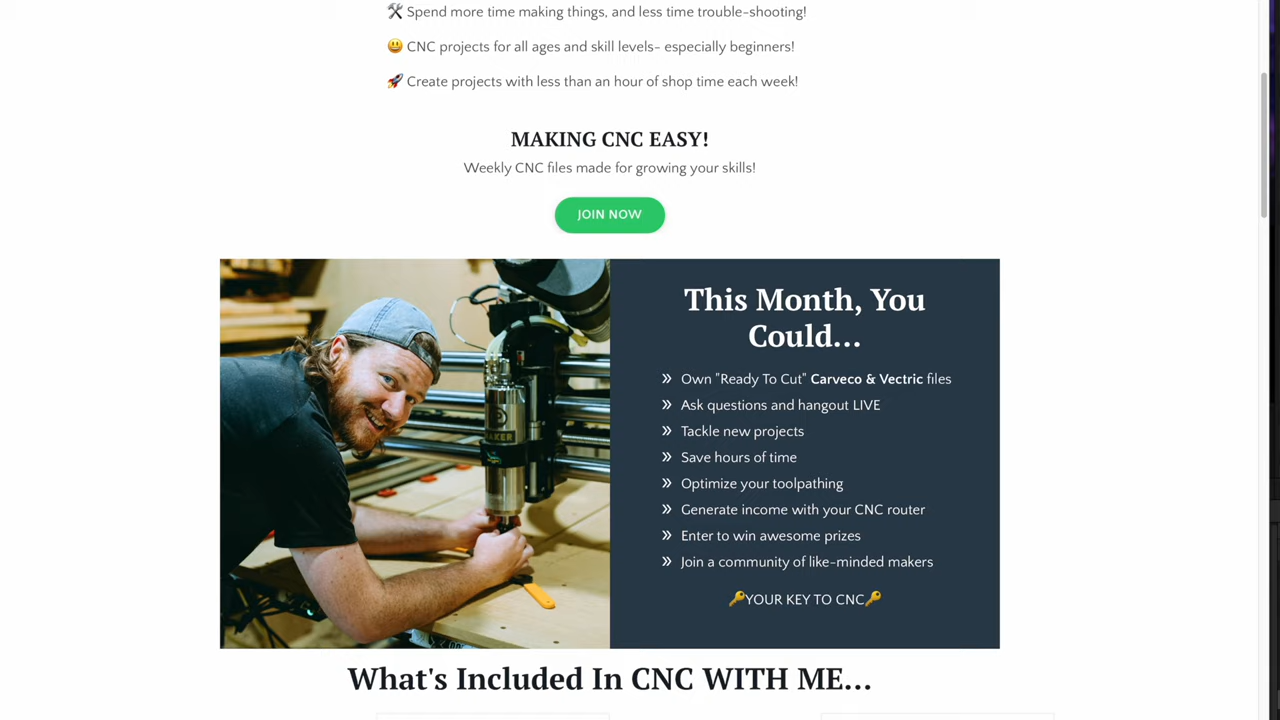 🛠 Spend more time making things, and less time trouble-shooting!
😃 CNC projects for all ages and skill levels- especially beginners!
🚀 Create projects with less than an hour of shop time each week!
MAKING CNC EASY!
Weekly CNC files made for growing your skills!
JOIN NOW
MAKER
This Month, You
Could...
» Own "Ready To Cut" Carveco & Vectric files
» Ask questions and hangout LIVE
» Tackle new projects
» Save hours of time
» Optimize your toolpathing
» Generate income with your CNC router
» Enter to win awesome prizes
» Join a community of like-minded makers
🔑YOUR KEY TO CNC🔑
What's Included In CNC WITH ME...